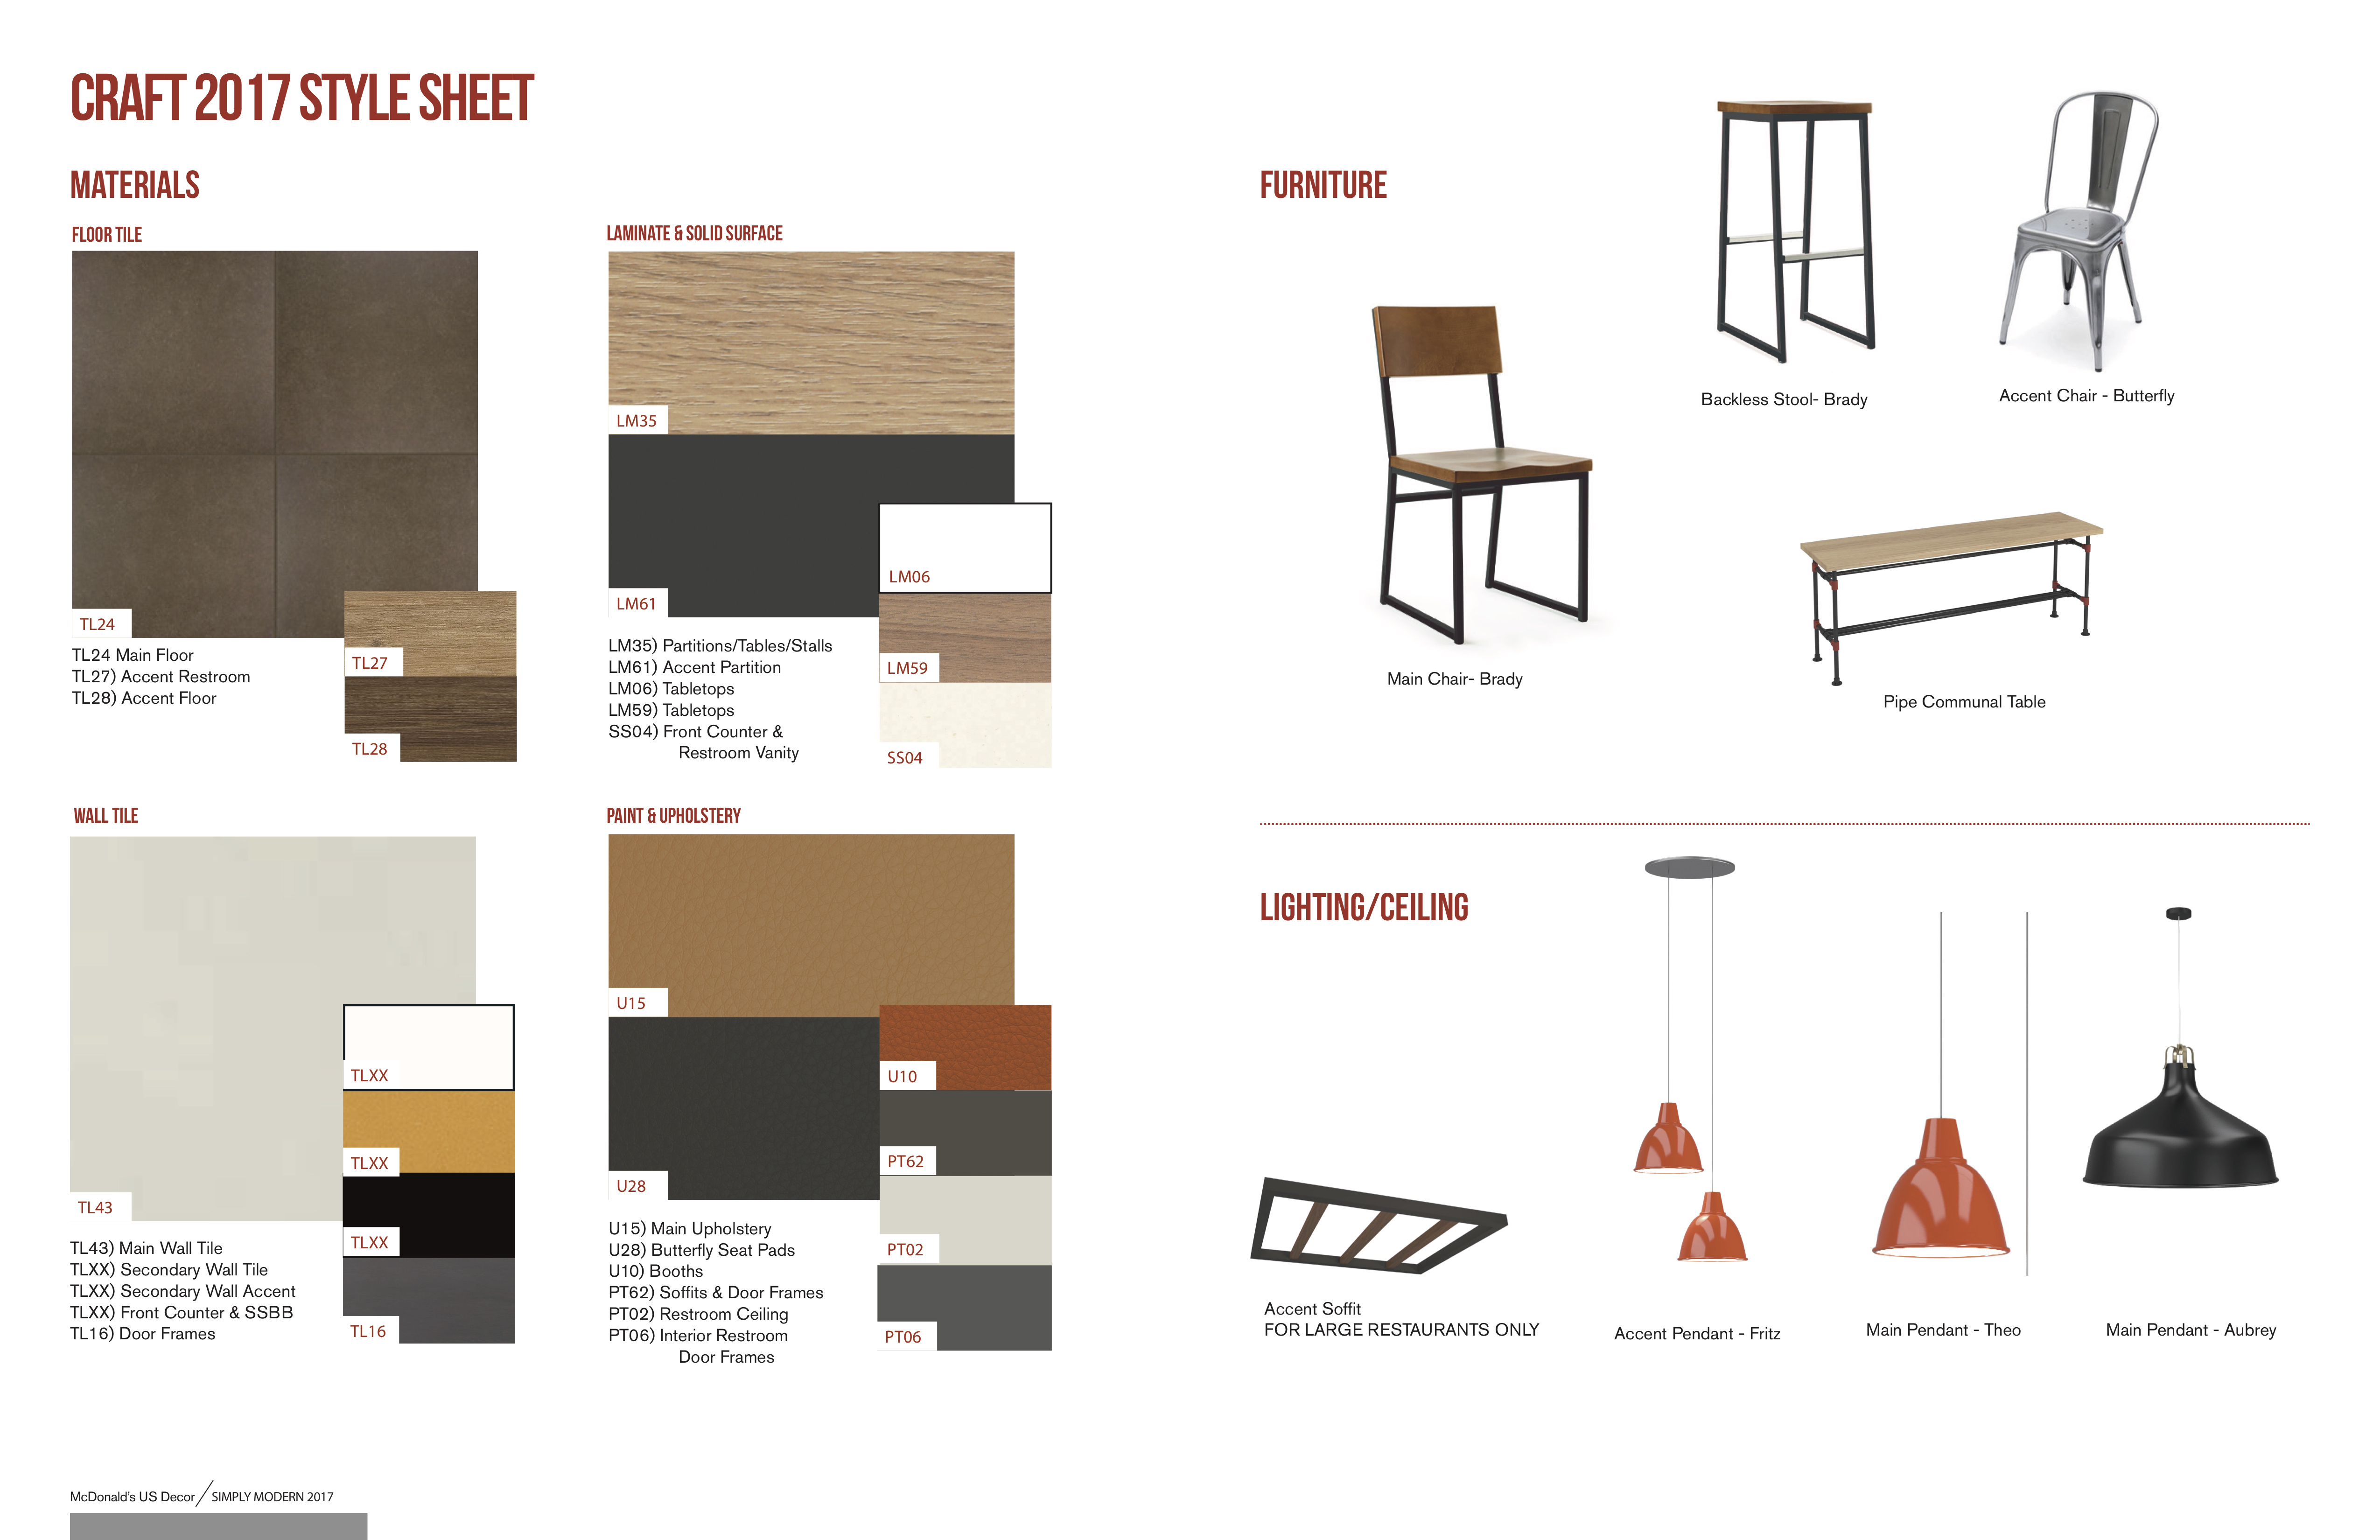 CRAFT 2017 STYLE SHEET
MATERIALS
FLOOR TILE
TL24
TL27
TL28
TL24 Main Floor
TL27) Accent Restroom
TL28) Accent Floor
LAMINATE & SOLID SURFACE
LM35
LM61
LM06
LM59
SS04
LM35) Partitions/Tables/Stalls
LM61) Accent Partition
LM06) Tabletops
LM59) Tabletops
SS04) Front Counter &
Restroom Vanity
WALL TILE
TL43
TLXX
TLXX
TLXX
TL16
TL43) Main Wall Tile
TLXX) Secondary Wall Tile
TLXX) Secondary Wall Accent
TLXX) Front Counter & SSBB
TL16) Door Frames
PAINT & UPHOLSTERY
U15
U28
U10
PT62
PT02
PT06
U15) Main Upholstery
U28) Butterfly Seat Pads
U10) Booths
PT62) Soffits & Door Frames
PT02) Restroom Ceiling
PT06) Interior Restroom
Door Frames
FURNITURE
Backless Stool- Brady
Accent Chair - Butterfly
Main Chair- Brady
Pipe Communal Table
LIGHTING/CEILING
Accent Soffit
FOR LARGE RESTAURANTS ONLY
Accent Pendant - Fritz
Main Pendant - Theo
Main Pendant - Aubrey
McDonald's US Decor / SIMPLY MODERN 2017